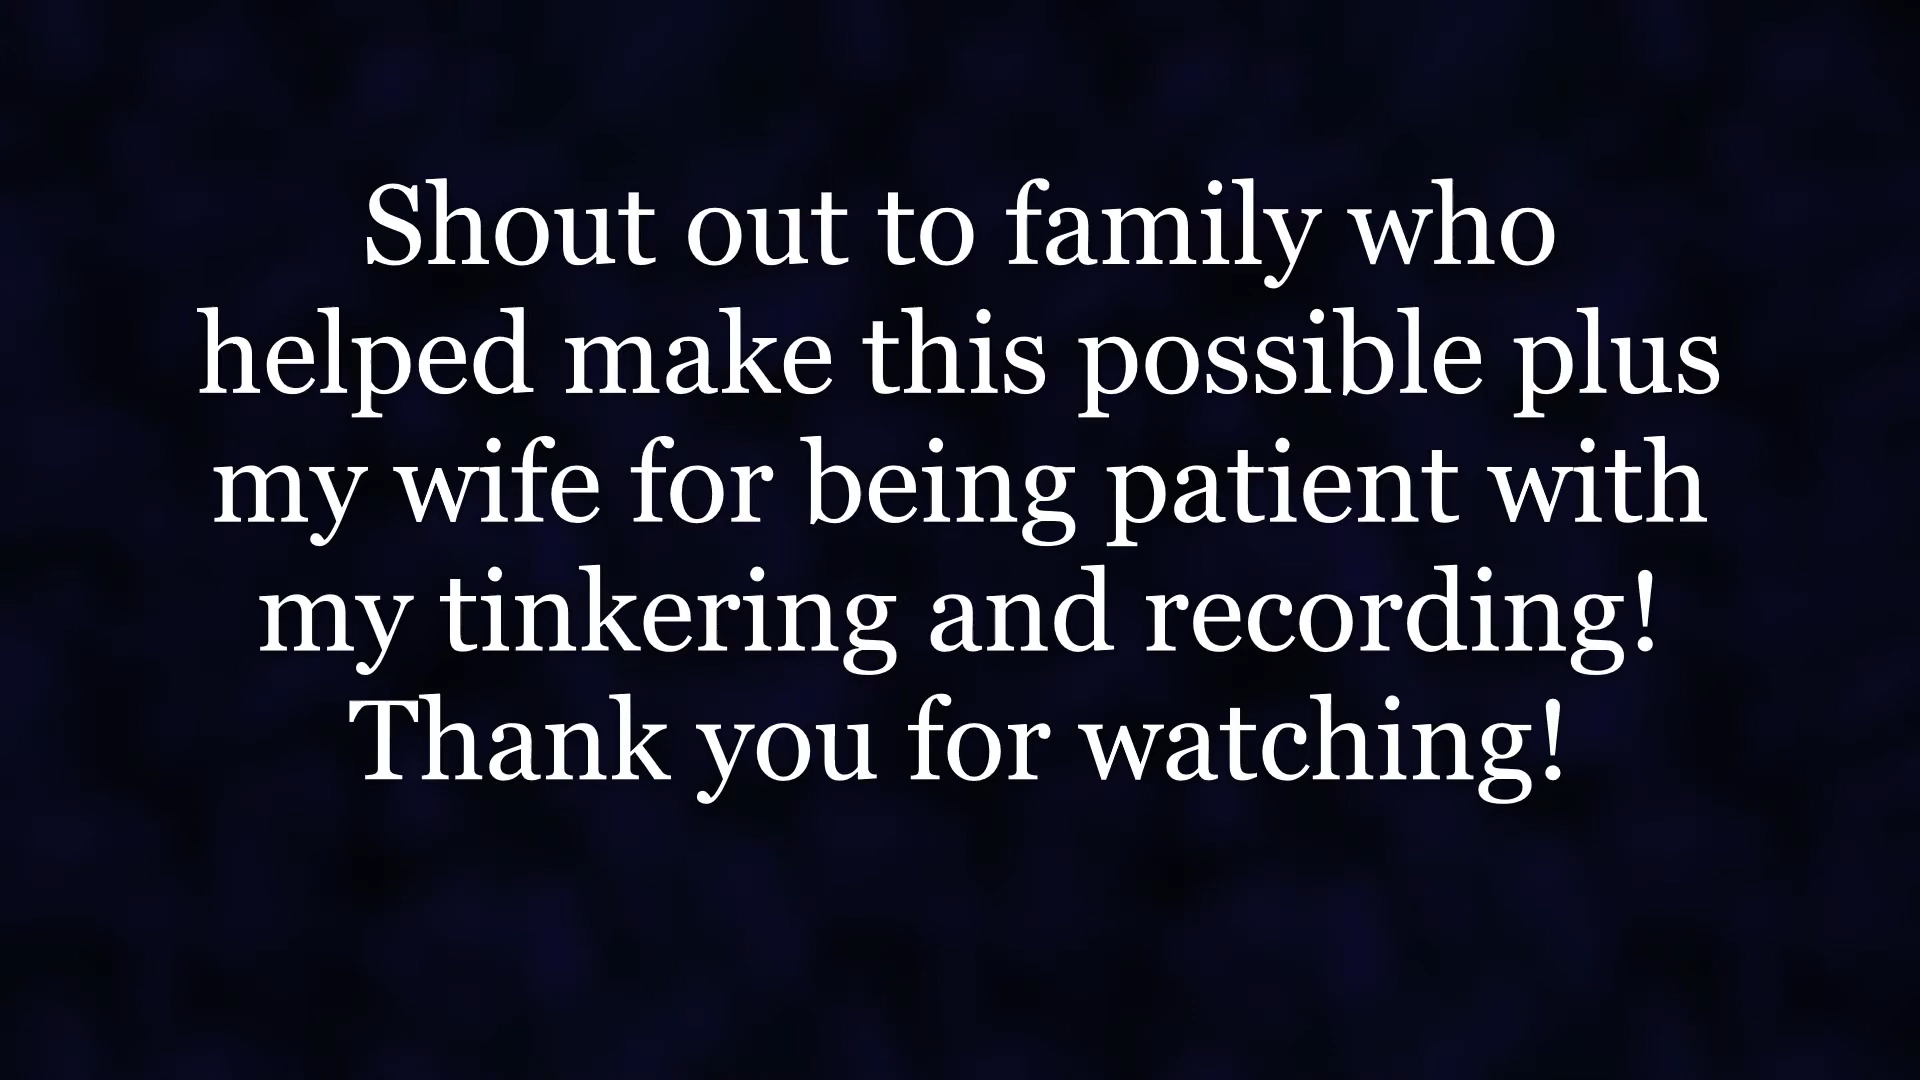 Shout out to family who
helped make this possible plus
my wife for being patient with
my tinkering and recording!
Thank you for watching!